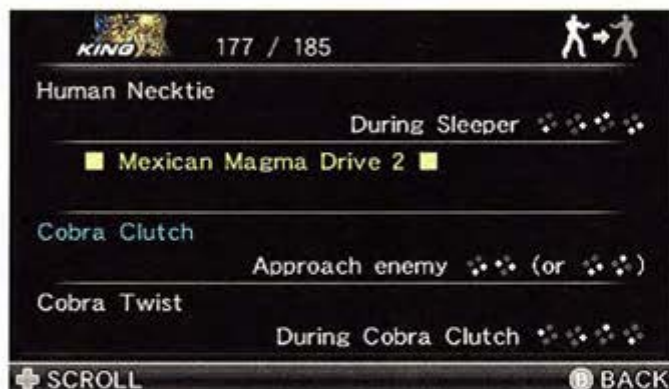 KING
177 / 185
Human Necktie
During Sleeper
Mexican Magma Drive 2
Cobra Clutch
Approach enemy (or )
Cobra Twist
During Cobra Clutch
SCROLL
B BACK